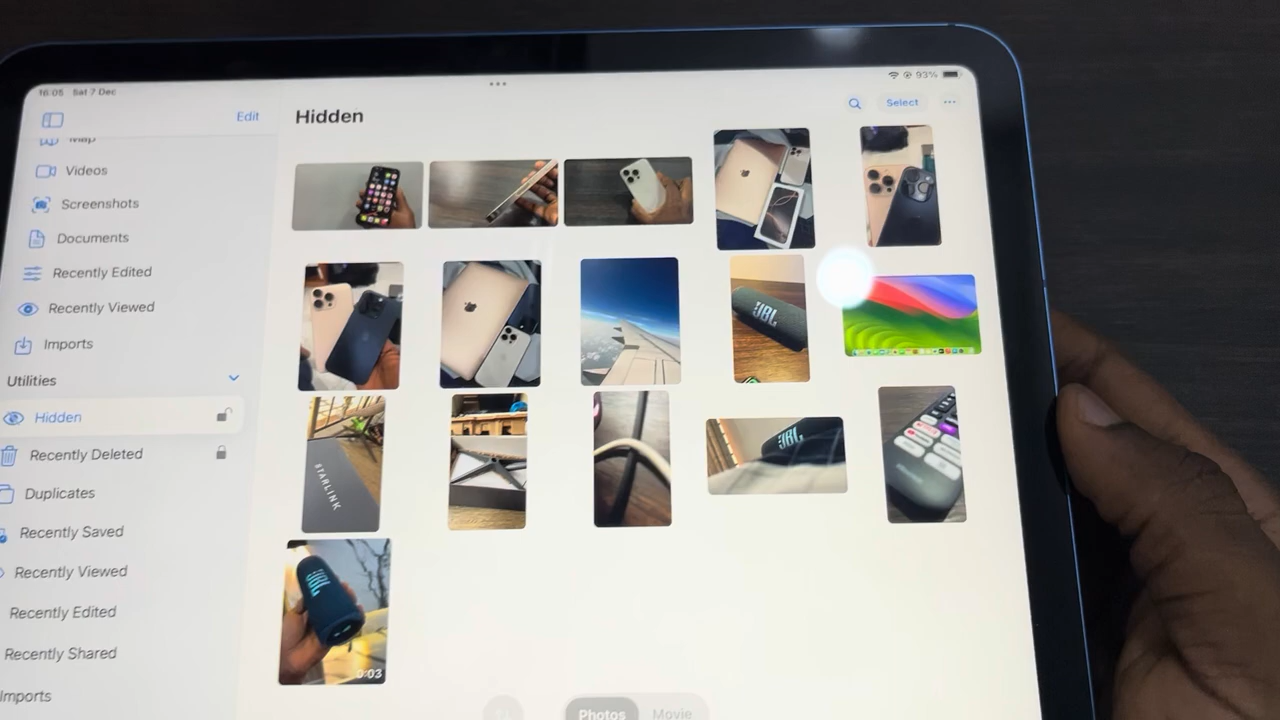 16:05 Sat 7 Dec
93%
Edit
Hidden
Select
Map
Videos
Screenshots
Documents
Recently Edited
Recently Viewed
Imports
Utilities
Hidden
Recently Deleted
Duplicates
Recently Saved
Recently Viewed
Recently Edited
Recently Shared
Imports
JBL
STARLINK
JBL
JBL
0:03
Photos
Movie